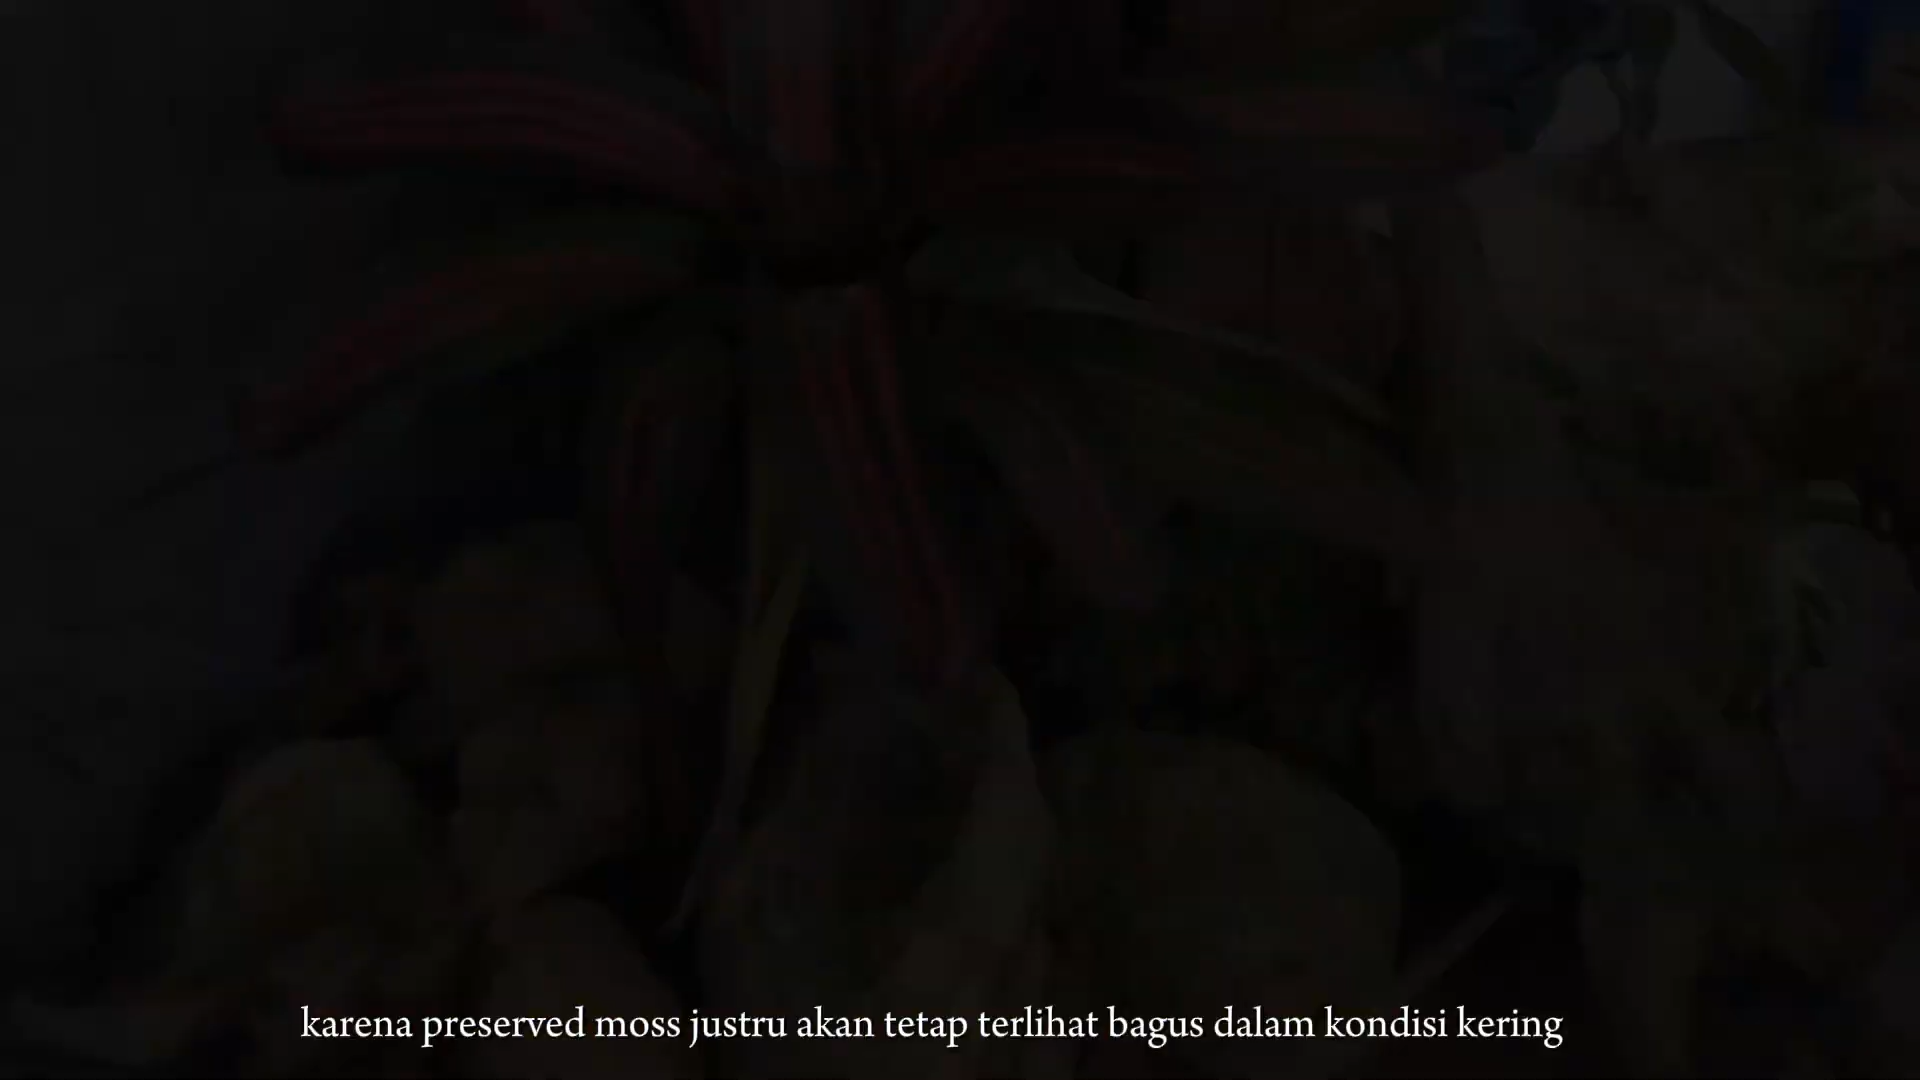 karena preserved moss justru akan tetap terlihat bagus dalam kondisi kering